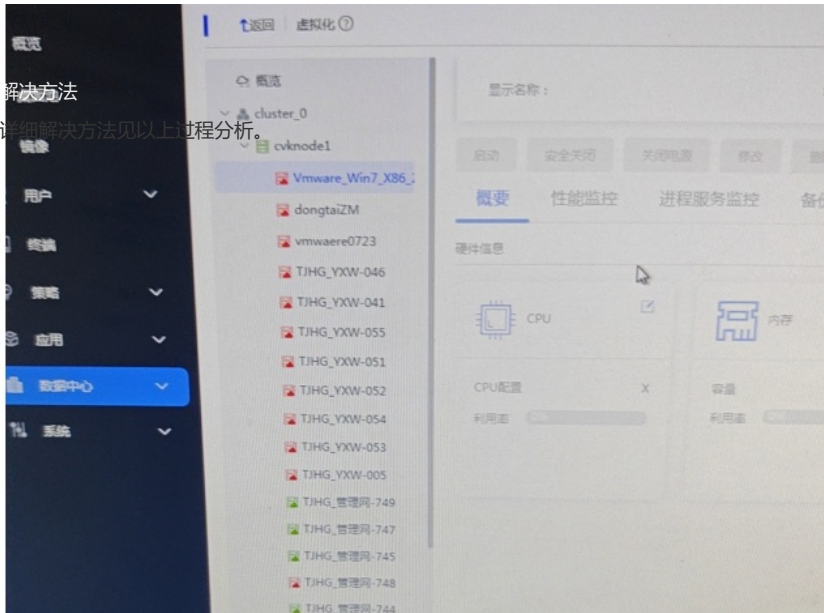 返回 虚拟化
概览
解决方法
详细解决方法见以上过程分析。
镜像
用户
终端
策略
应用
数据中心
系统
概览
cluster_0
cvknode1
Vmware_Win7_X86_
dongtaiZM
vmwaere0723
TJHG_YXW-046
TJHG_YXW-041
TJHG_YXW-055
TJHG_YXW-051
TJHG_YXW-052
TJHG_YXW-054
TJHG_YXW-053
TJHG_YXW-005
TJHG_管理网-749
TJHG_管理网-747
TJHG_管理网-745
TJHG_管理网-748
TJHG_管理网-744
显示名称：
启动 安全关闭 关闭电源 修改
概要 性能监控 进程服务监控 备份
硬件信息
CPU
CPU配置 X
利用率
内存
容量
利用率